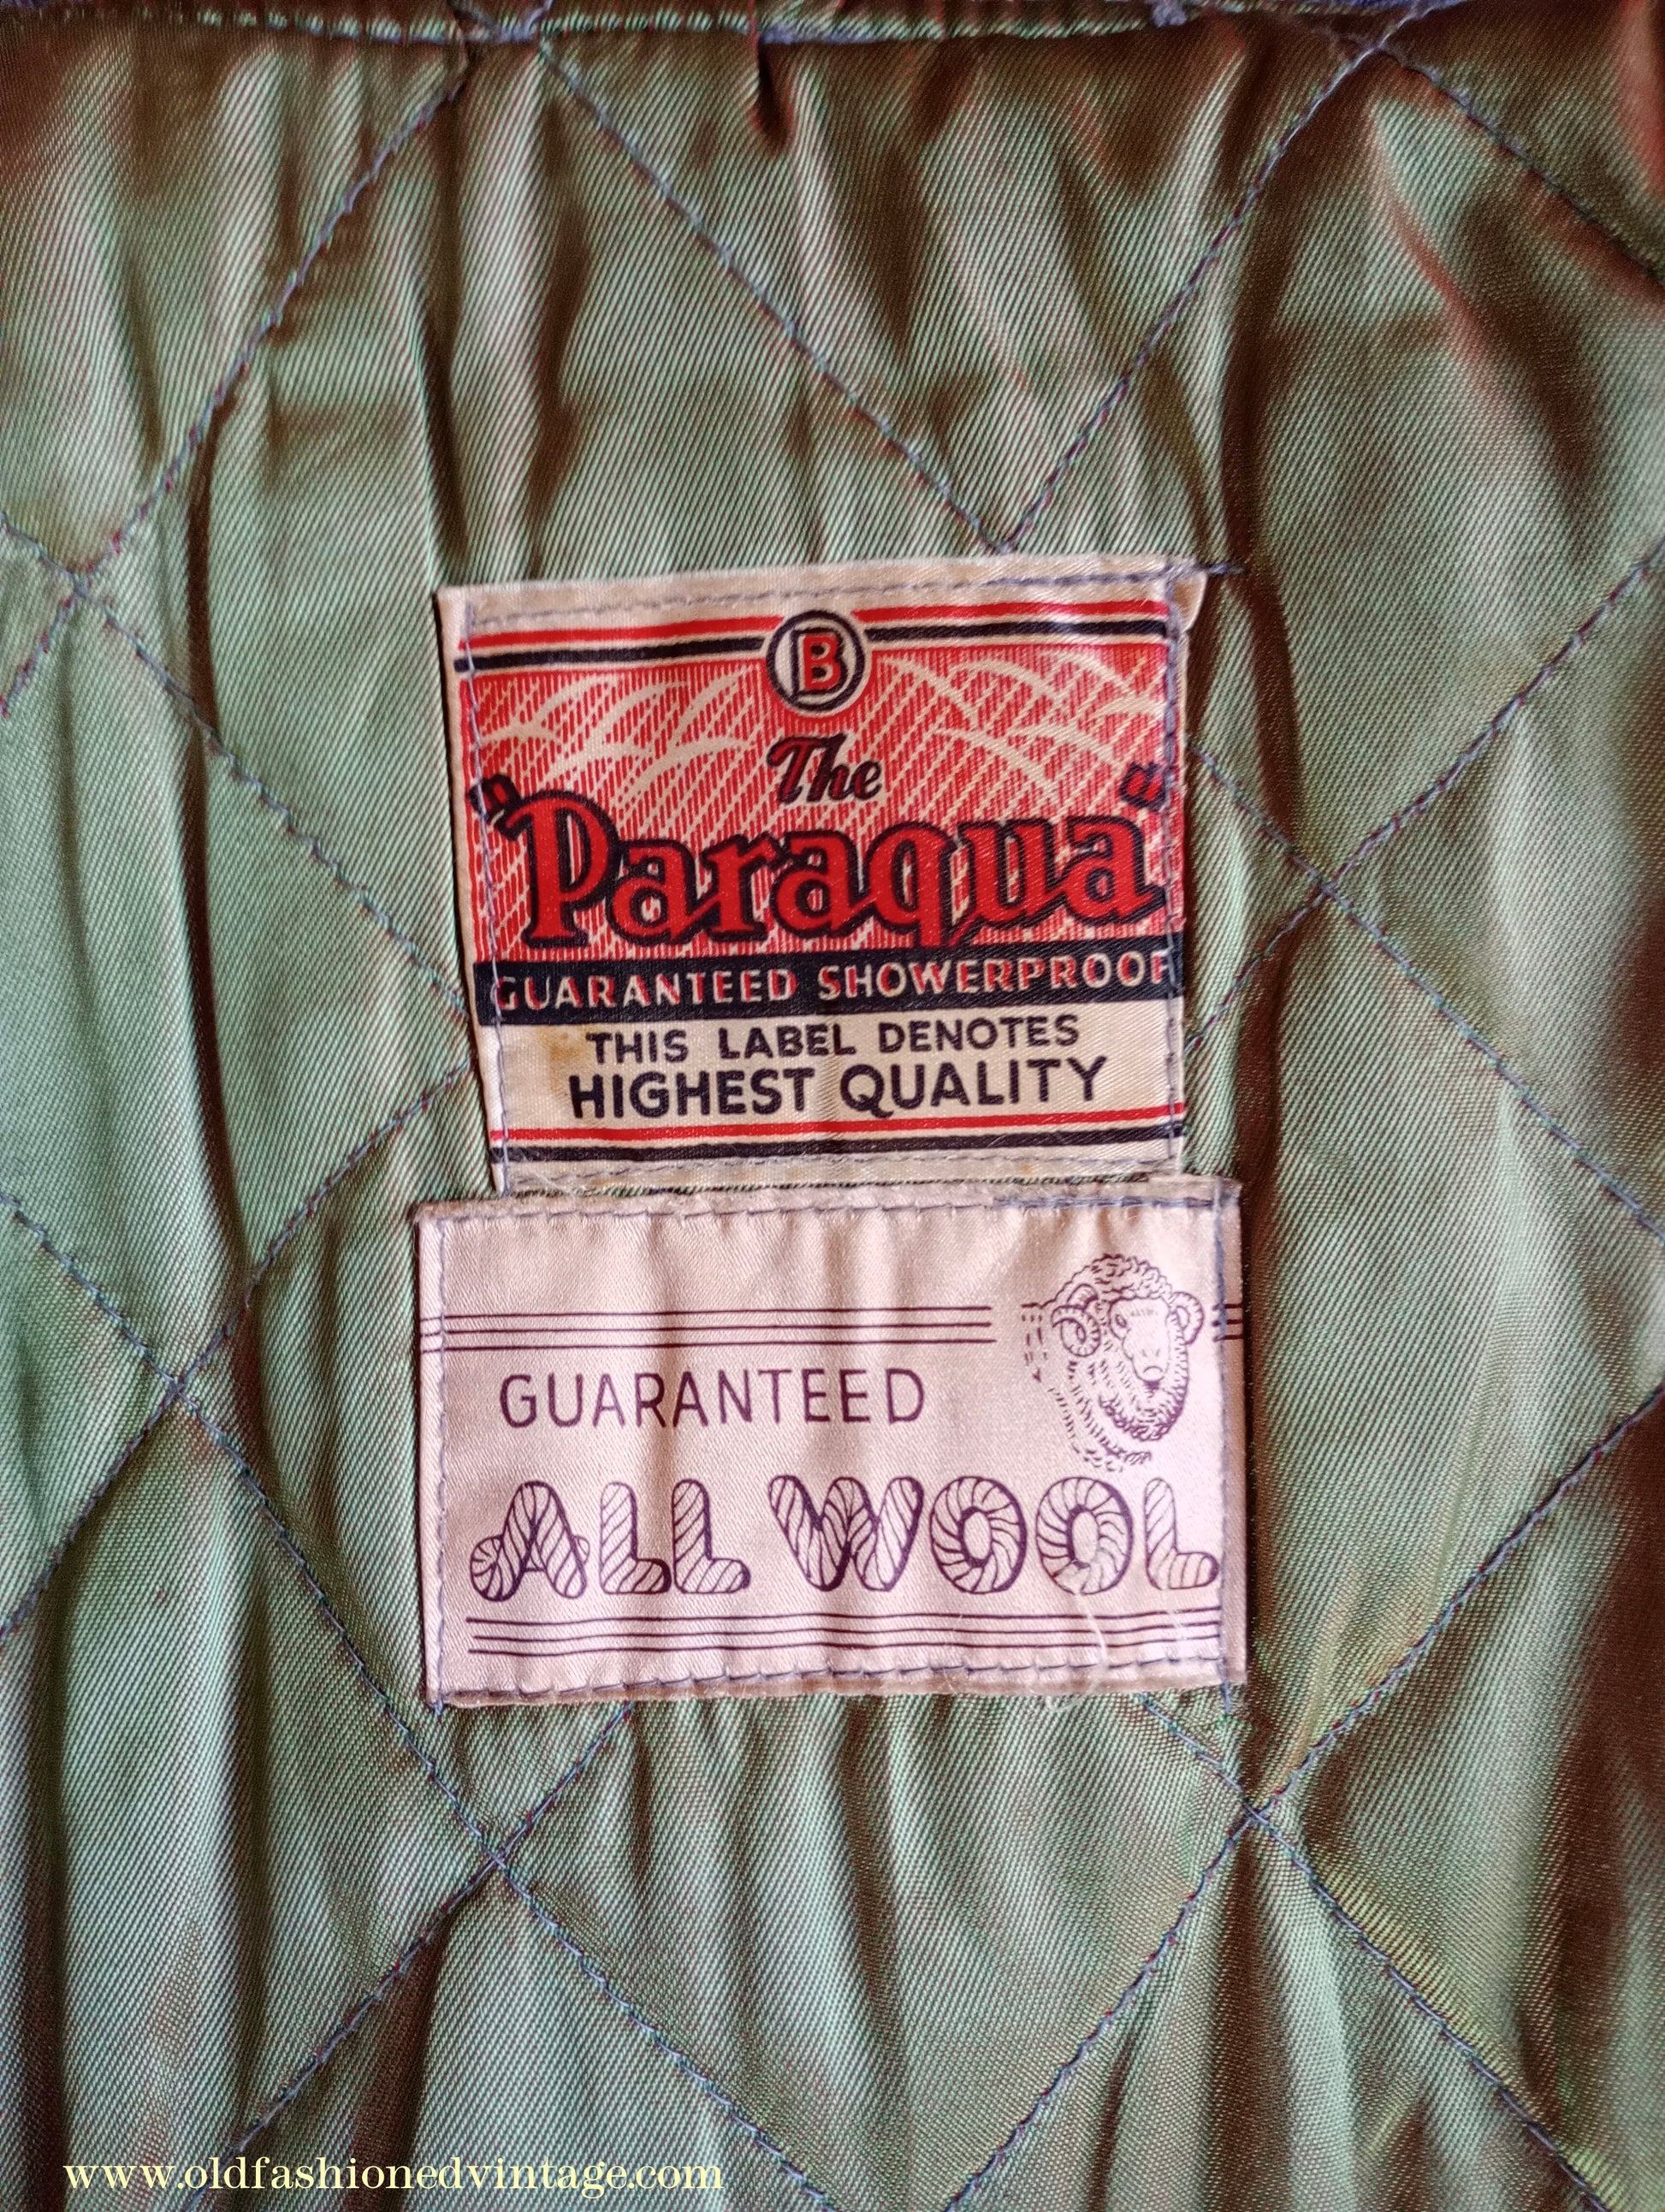 B
The
"Paraqua"
GUARANTEED SHOWERPROOF
THIS LABEL DENOTES
HIGHEST QUALITY
GUARANTEED
ALL WOOL
www.oldfashionedvintage.com